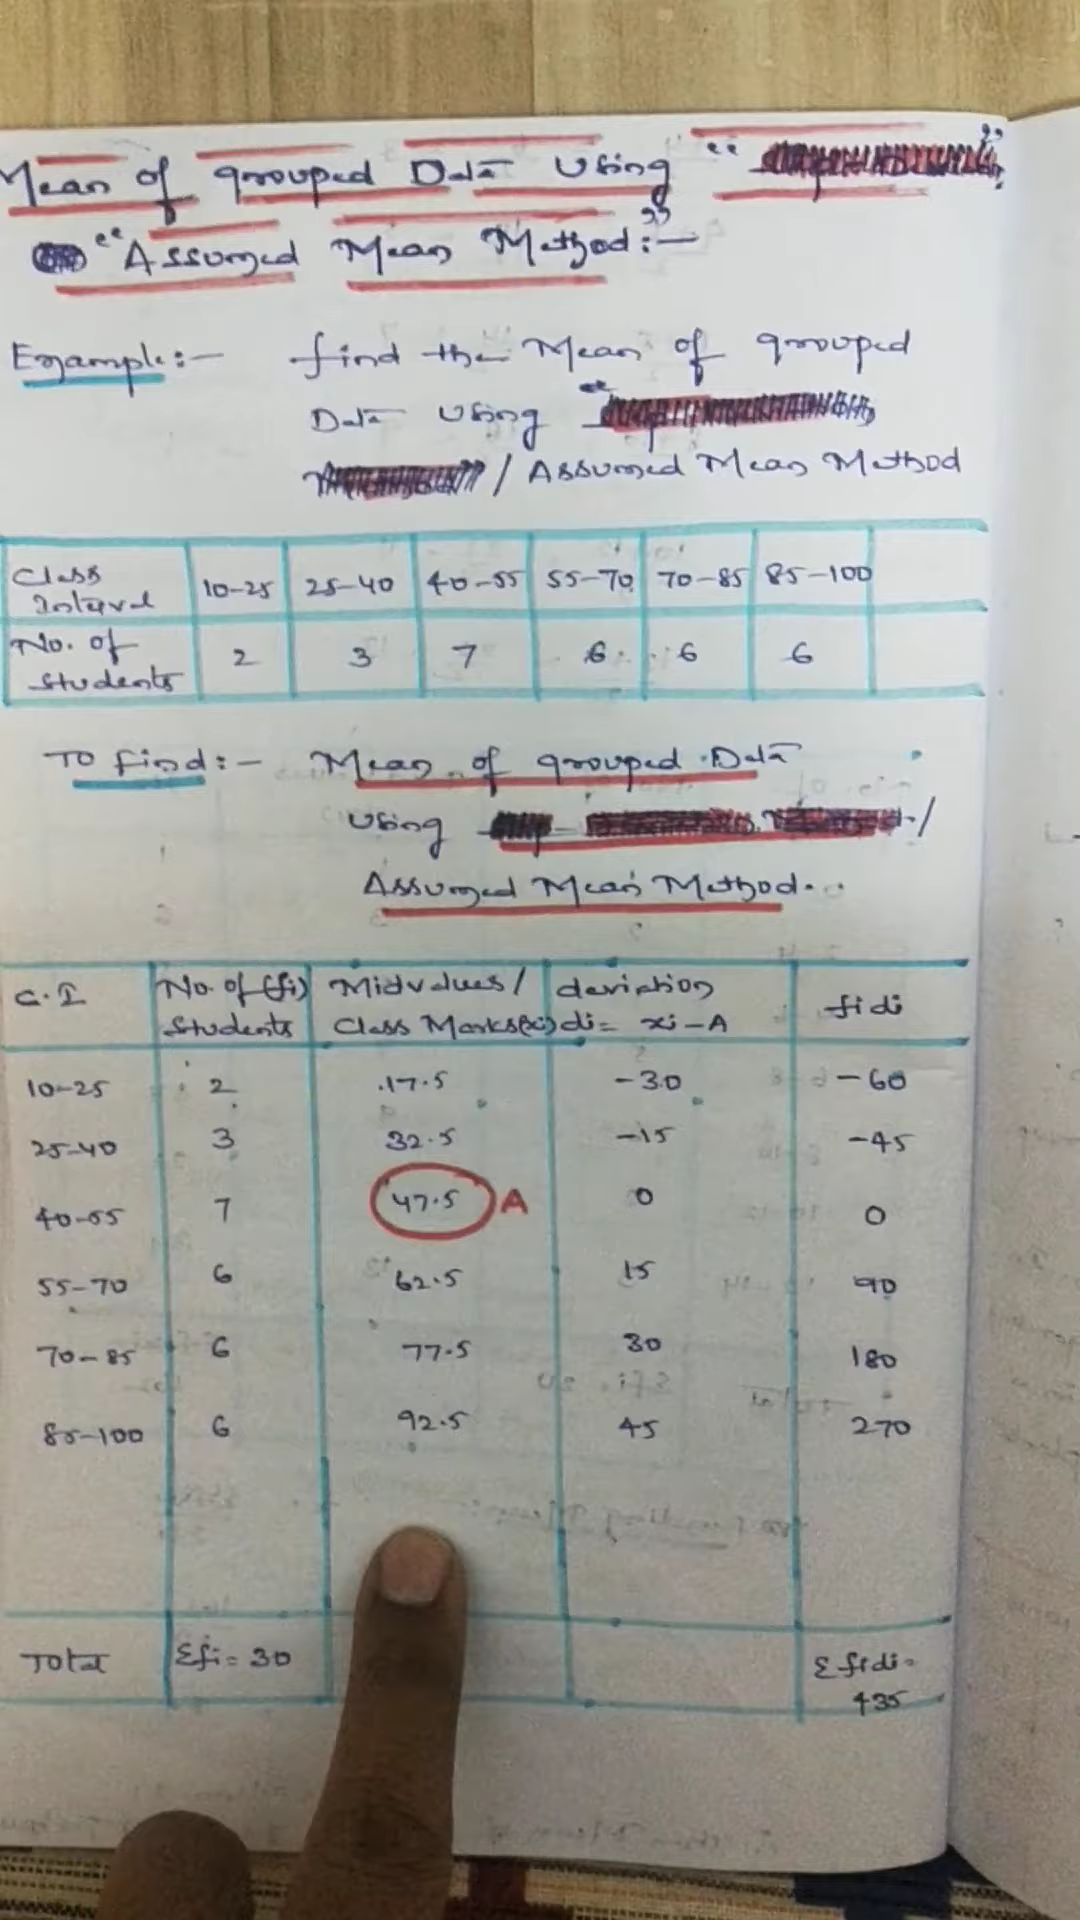 Mean of grouped Data Using "
"Assumed Mean Method:-"
Example:- find the Mean of grouped
Data Using "
/ Assumed Mean Method
Class Interval 10-25 25-40 40-55 55-70 70-85 85-100
No. of Students 2 3 7 6 6 6
To find:- Mean of grouped Data
Using /
Assumed Mean Method.
C.I No. of (fi) Students Midvalues/ Class Marks(xi) deviation di= xi-A fidi
10-25 2 17.5 -30 -60
25-40 3 32.5 -15 -45
40-55 7 47.5 A 0 0
55-70 6 62.5 15 90
70-85 6 77.5 30 180
85-100 6 92.5 45 270
Total Σfi= 30 Σfidi=
435